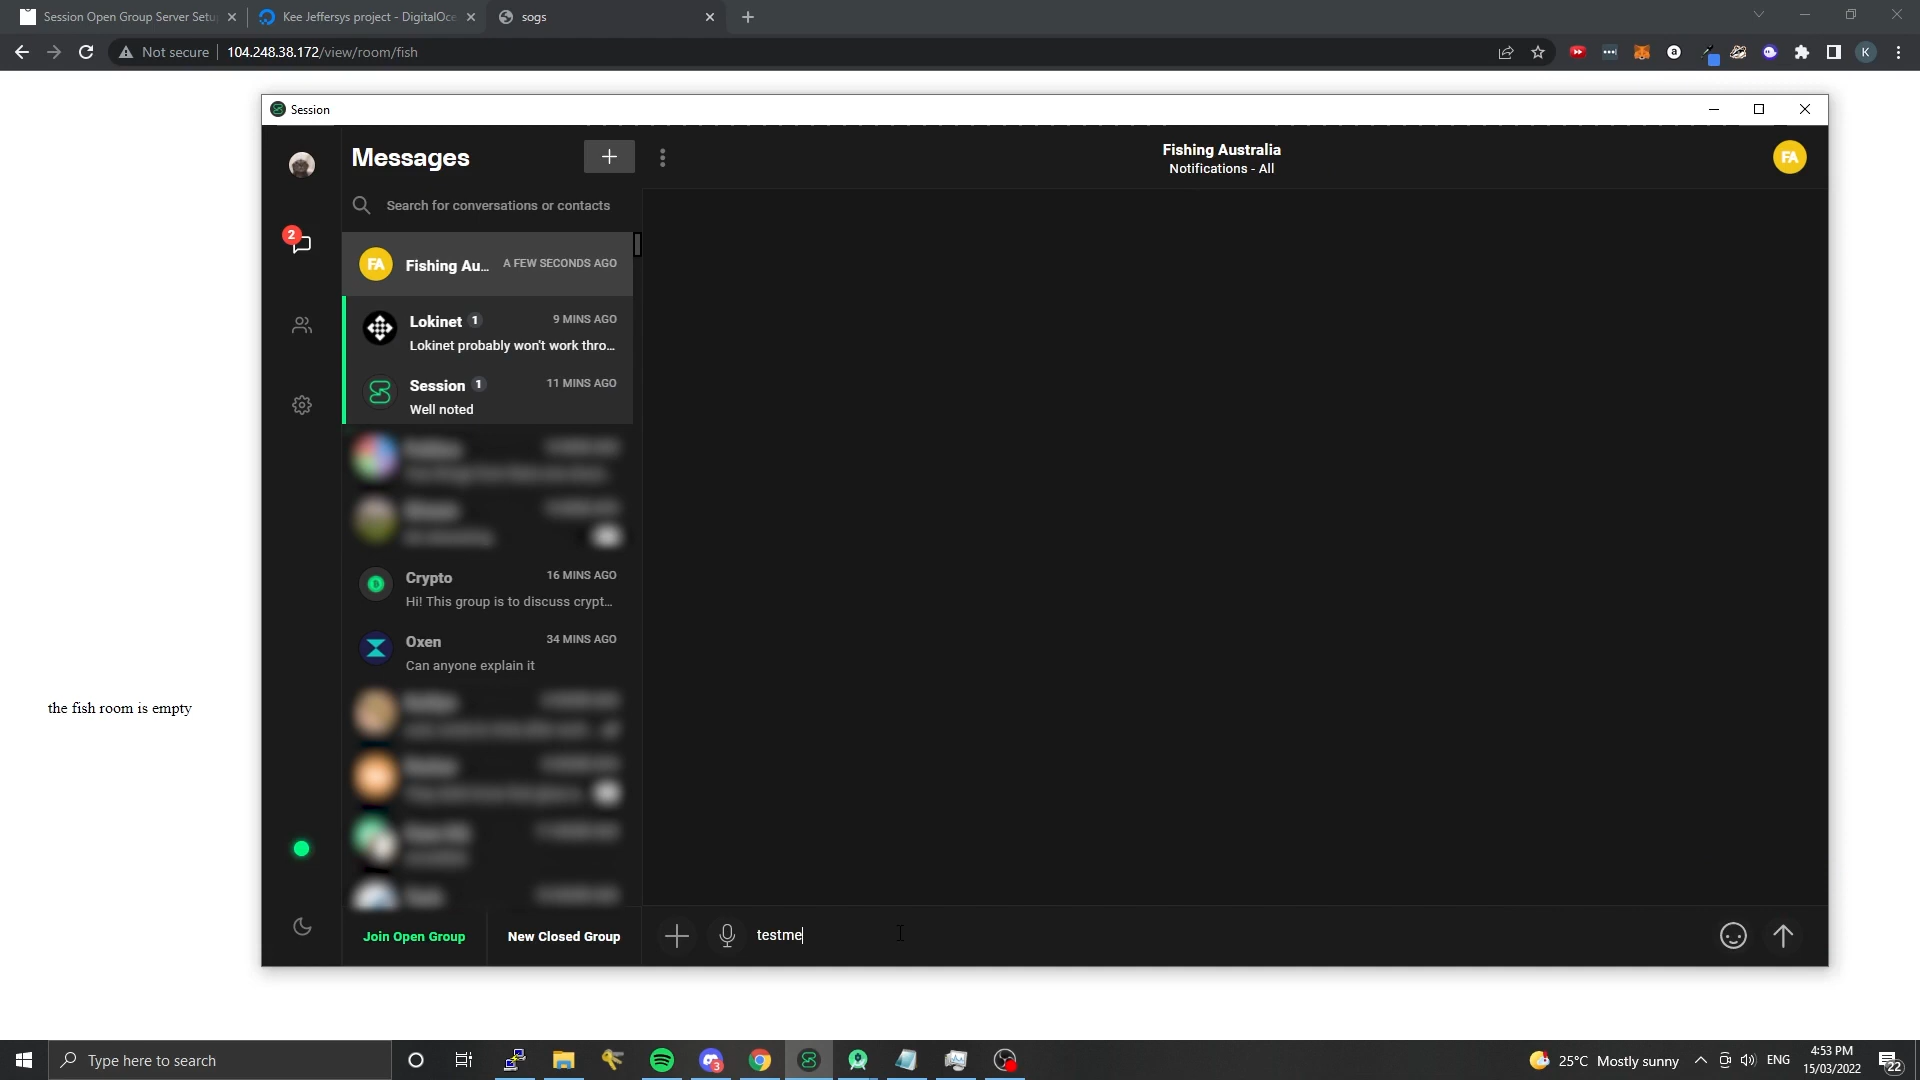 Session Open Group Server Setu
Kee Jeffersys project - DigitalOce
sogs
Not secure
104.248.38.172/view/room/fish
K
Session
Messages
Fishing Australia
Notifications - All
FA
Search for conversations or contacts
2
FA
Fishing Au...
A FEW SECONDS AGO
Lokinet 1
9 MINS AGO
Lokinet probably won't work thro...
Session 1
11 MINS AGO
Well noted
Crypto
16 MINS AGO
Hi! This group is to discuss crypt...
Oxen
34 MINS AGO
Can anyone explain it
the fish room is empty
Join Open Group
New Closed Group
testme
Type here to search
3
25°C Mostly sunny
ENG
4:53 PM
15/03/2022
22